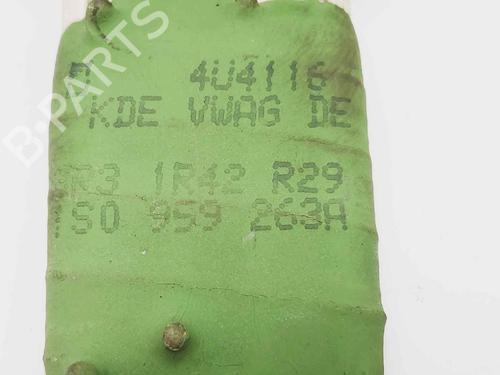 4U4116
KDE VWAG DE
R3 1R42 R29
1S0 959 263A
B-PARTS